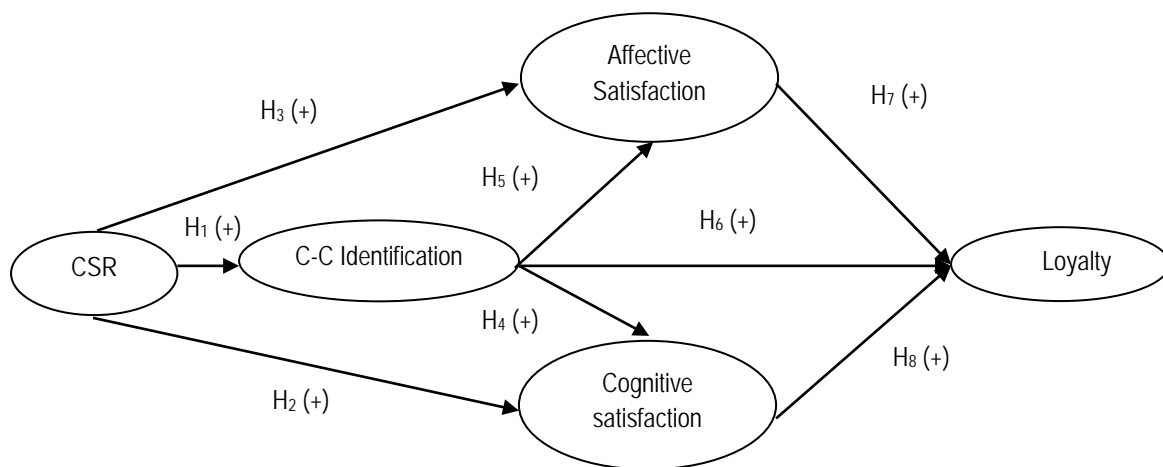 Affective
Satisfaction
H₇ (+)
H₃ (+)
H₅ (+)
H₁ (+)
H₆ (+)
CSR
C-C Identification
Loyalty
H₄ (+)
H₈ (+)
H₂ (+)
Cognitive
satisfaction